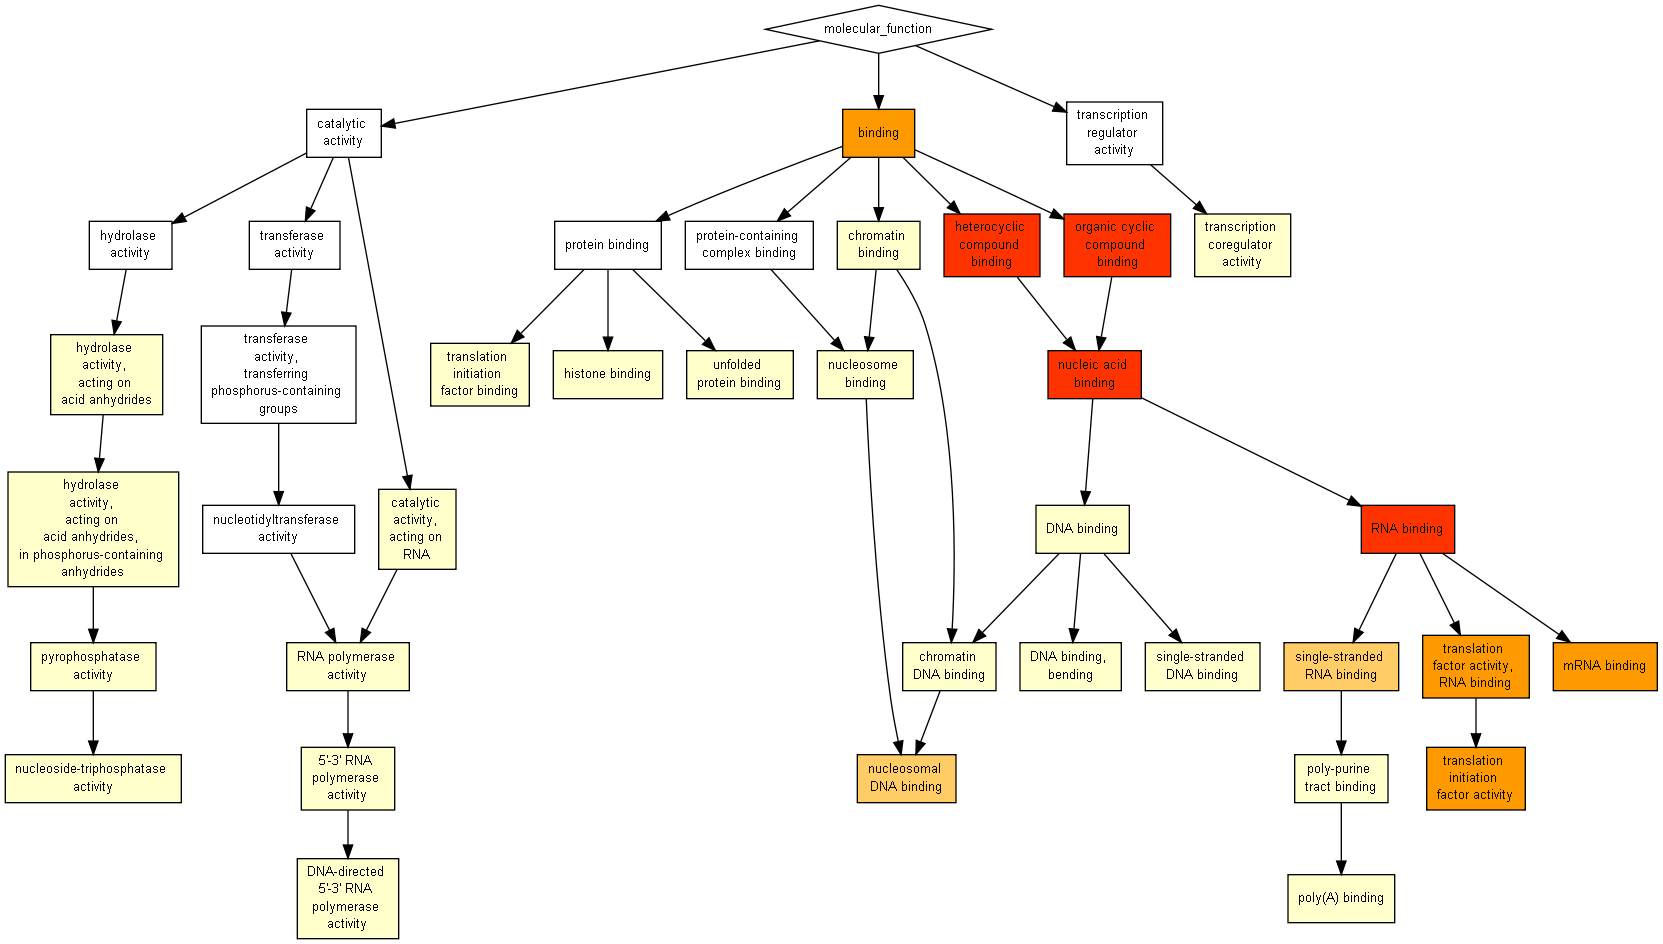 molecular_function
catalytic
activity
binding
transcription
regulator
activity
hydrolase
activity
transferase
activity
protein binding
protein-containing
complex binding
chromatin
binding
heterocyclic
compound
binding
organic cyclic
compound
binding
transcription
coregulator
activity
hydrolase
activity,
acting on
acid anhydrides
transferase
activity,
transferring
phosphorus-containing
groups
translation
initiation
factor binding
histone binding
unfolded
protein binding
nucleosome
binding
nucleic acid
binding
hydrolase
activity,
acting on
acid anhydrides,
in phosphorus-containing
anhydrides
nucleotidyltransferase
activity
catalytic
activity,
acting on
RNA
DNA binding
RNA binding
pyrophosphatase
activity
RNA polymerase
activity
chromatin
DNA binding
DNA binding,
bending
single-stranded
DNA binding
single-stranded
RNA binding
translation
factor activity,
RNA binding
mRNA binding
nucleoside-triphosphatase
activity
5'-3' RNA
polymerase
activity
nucleosomal
DNA binding
poly-purine
tract binding
translation
initiation
factor activity
DNA-directed
5'-3' RNA
polymerase
activity
poly(A) binding